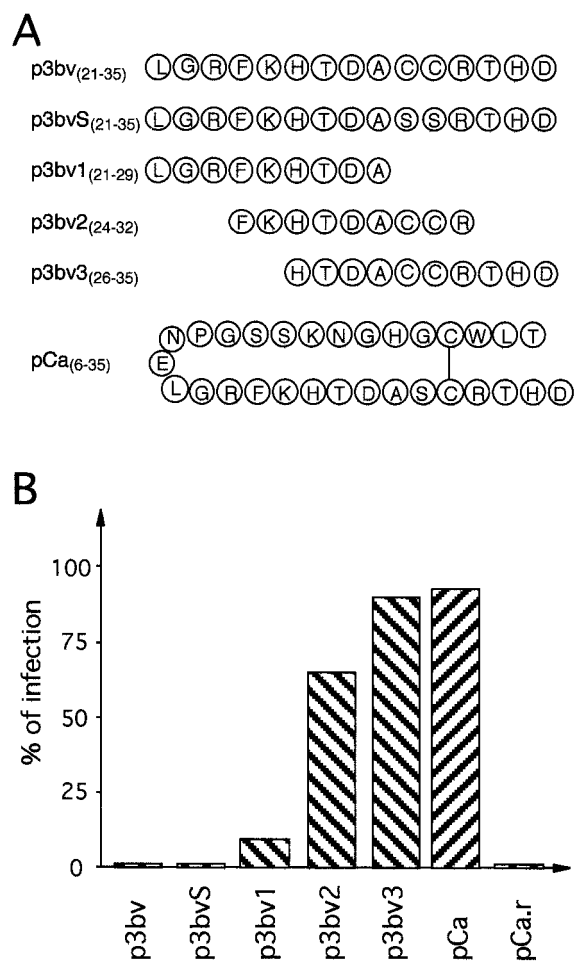 A
p3bv(21-35) LGRFKHTDACCRTHD
p3bvS(21-35) LGRFKHTDASSRTHD
p3bv1(21-29) LGRFKHTDA
p3bv2(24-32) FKHTDACCR
p3bv3(26-35) HTDACCRTHD
NPGSSKNGHGCWLT
pCa(6-35) E
LGRFKHTDASCRTHD
B
% of infection
100
75
50
25
0
p3bv p3bvS p3bv1 p3bv2 p3bv3 pCa pCa.r